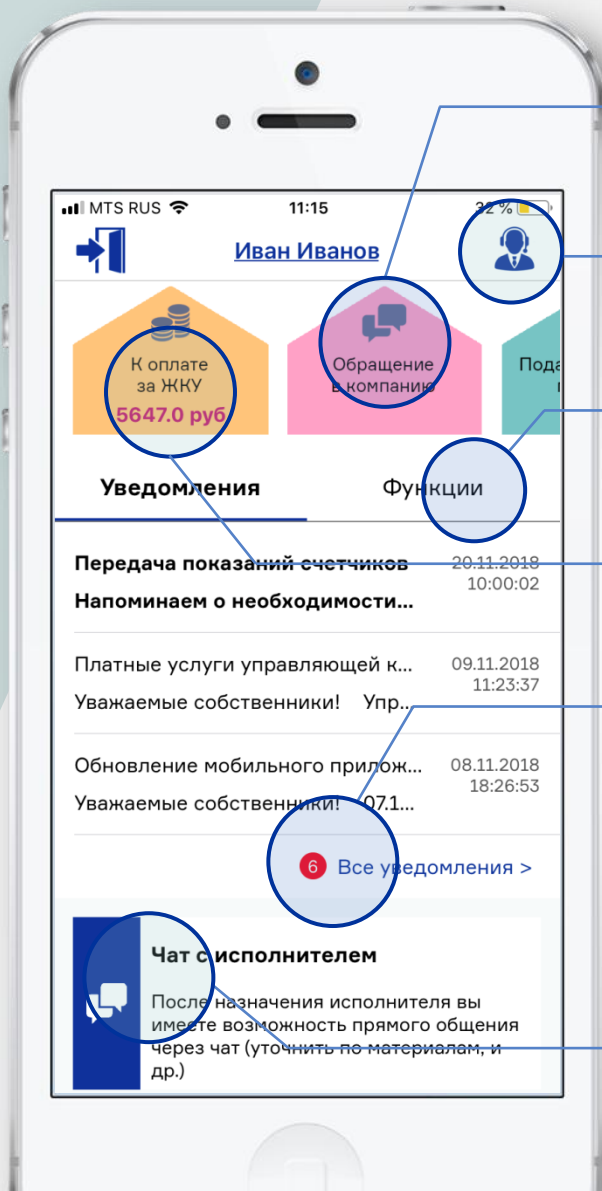 MTS RUS 11:15 32 %
Иван Иванов
К оплате
за ЖКУ
5647.0 руб
Обращение
в компанию
Пода
Уведомления Функции
Передача показаний счетчиков 20.11.2018
10:00:02
Напоминаем о необходимости...
Платные услуги управляющей к... 09.11.2018
11:23:37
Уважаемые собственники! Упр...
Обновление мобильного прилож... 08.11.2018
18:26:53
Уважаемые собственники! 07.1...
6 Все уведомления >
Чат с исполнителем
После назначения исполнителя вы
имеете возможность прямого общения
через чат (уточнить по материалам, и
др.)